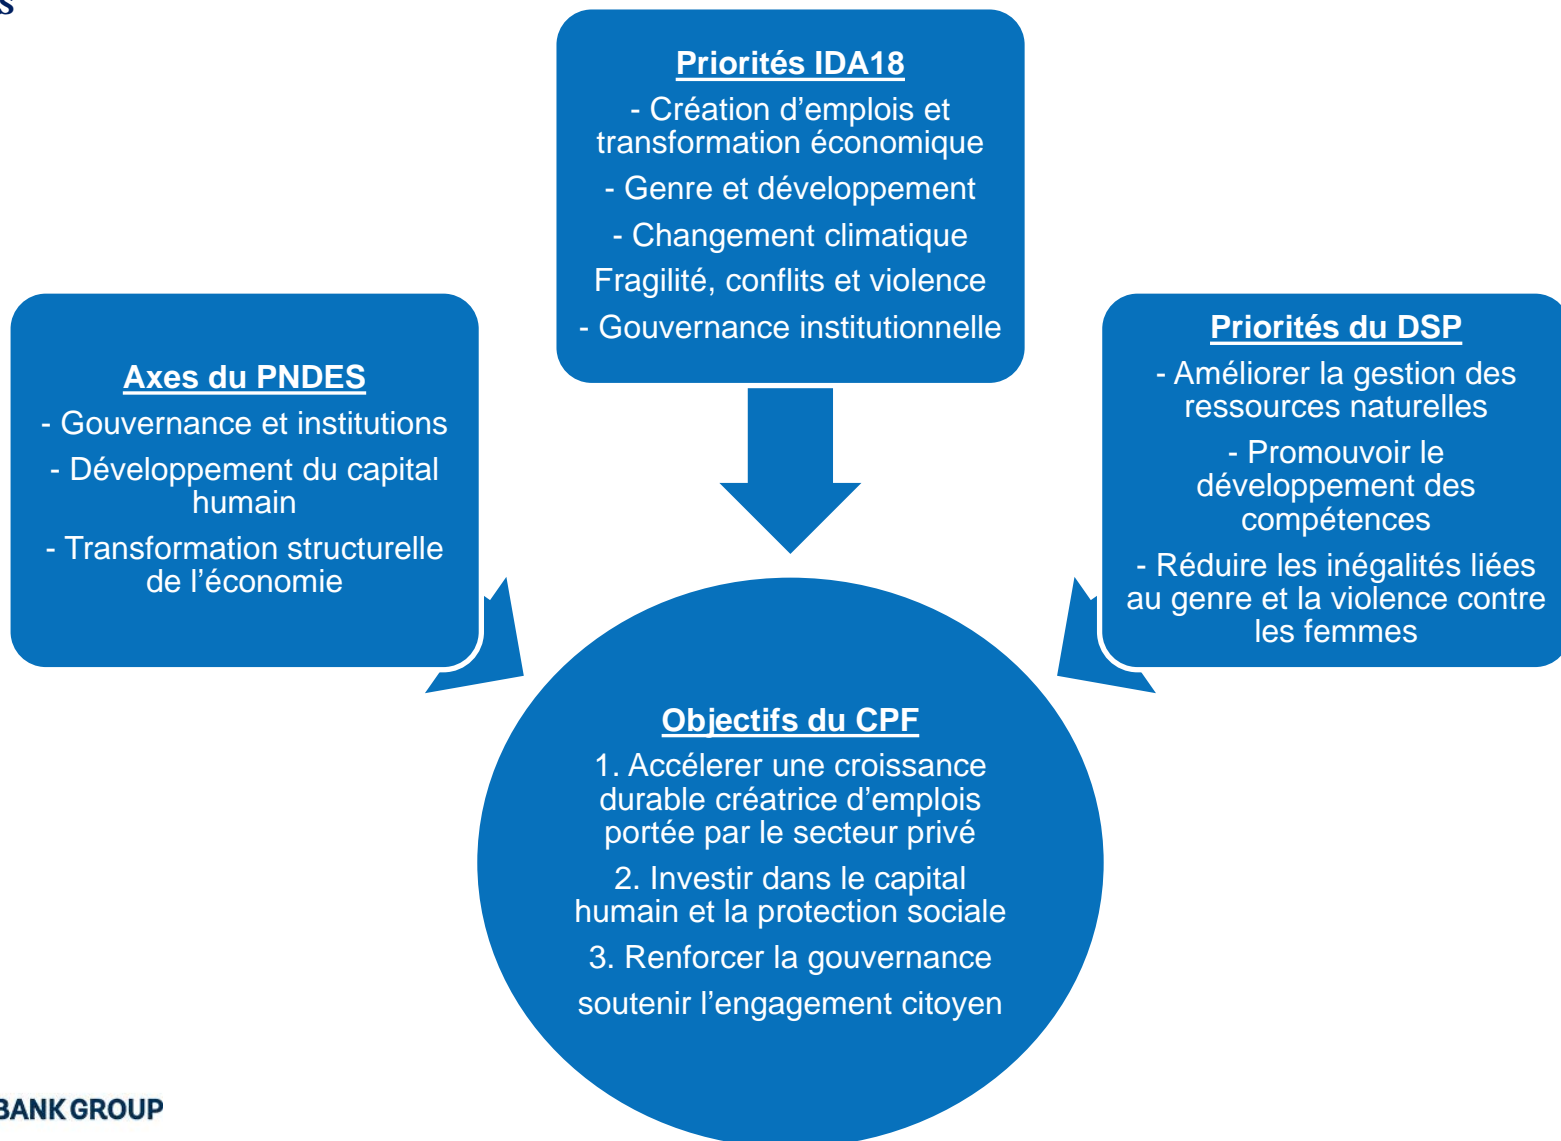 s
Priorités IDA18
- Création d’emplois et
transformation économique
- Genre et développement
- Changement climatique
Fragilité, conflits et violence
- Gouvernance institutionnelle
Axes du PNDES
- Gouvernance et institutions
- Développement du capital
humain
- Transformation structurelle
de l’économie
Priorités du DSP
- Améliorer la gestion des
ressources naturelles
- Promouvoir le
développement des
compétences
- Réduire les inégalités liées
au genre et la violence contre
les femmes
Objectifs du CPF
1. Accélerer une croissance
durable créatrice d’emplois
portée par le secteur privé
2. Investir dans le capital
humain et la protection sociale
3. Renforcer la gouvernance
soutenir l’engagement citoyen
BANK GROUP